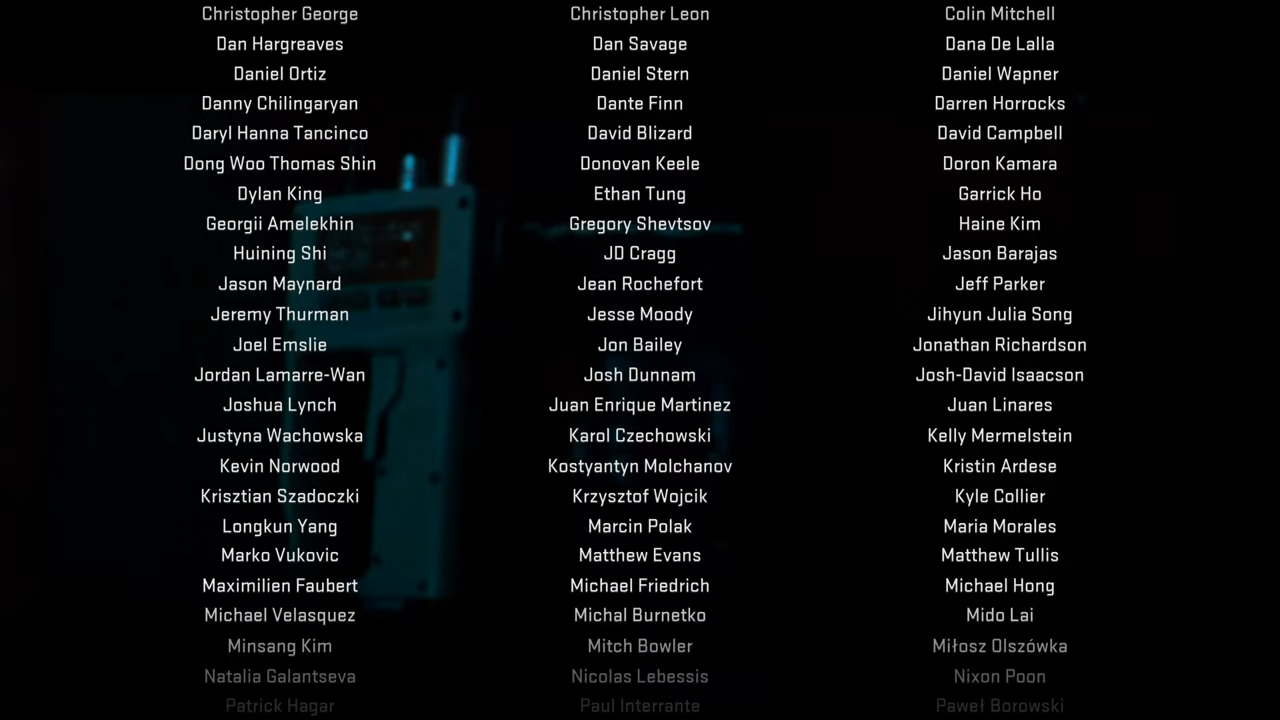 Christopher George Christopher Leon Colin Mitchell
Dan Hargreaves Dan Savage Dana De Lalla
Daniel Ortiz Daniel Stern Daniel Wapner
Danny Chilingaryan Dante Finn Darren Horrocks
Daryl Hanna Tancinco David Blizard David Campbell
Dong Woo Thomas Shin Donovan Keele Doron Kamara
Dylan King Ethan Tung Garrick Ho
Georgii Amelekhin Gregory Shevtsov Haine Kim
Huining Shi JD Cragg Jason Barajas
Jason Maynard Jean Rochefort Jeff Parker
Jeremy Thurman Jesse Moody Jihyun Julia Song
Joel Emslie Jon Bailey Jonathan Richardson
Jordan Lamarre-Wan Josh Dunnam Josh-David Isaacson
Joshua Lynch Juan Enrique Martinez Juan Linares
Justyna Wachowska Karol Czechowski Kelly Mermelstein
Kevin Norwood Kostyantyn Molchanov Kristin Ardese
Krisztian Szadoczki Krzysztof Wojcik Kyle Collier
Longkun Yang Marcin Polak Maria Morales
Marko Vukovic Matthew Evans Matthew Tullis
Maximilien Faubert Michael Friedrich Michael Hong
Michael Velasquez Michal Burnetko Mido Lai
Minsang Kim Mitch Bowler Miłosz Olszówka
Natalia Galantseva Nicolas Lebessis Nixon Poon
Patrick Hagar Paul Interrante Paweł Borowski